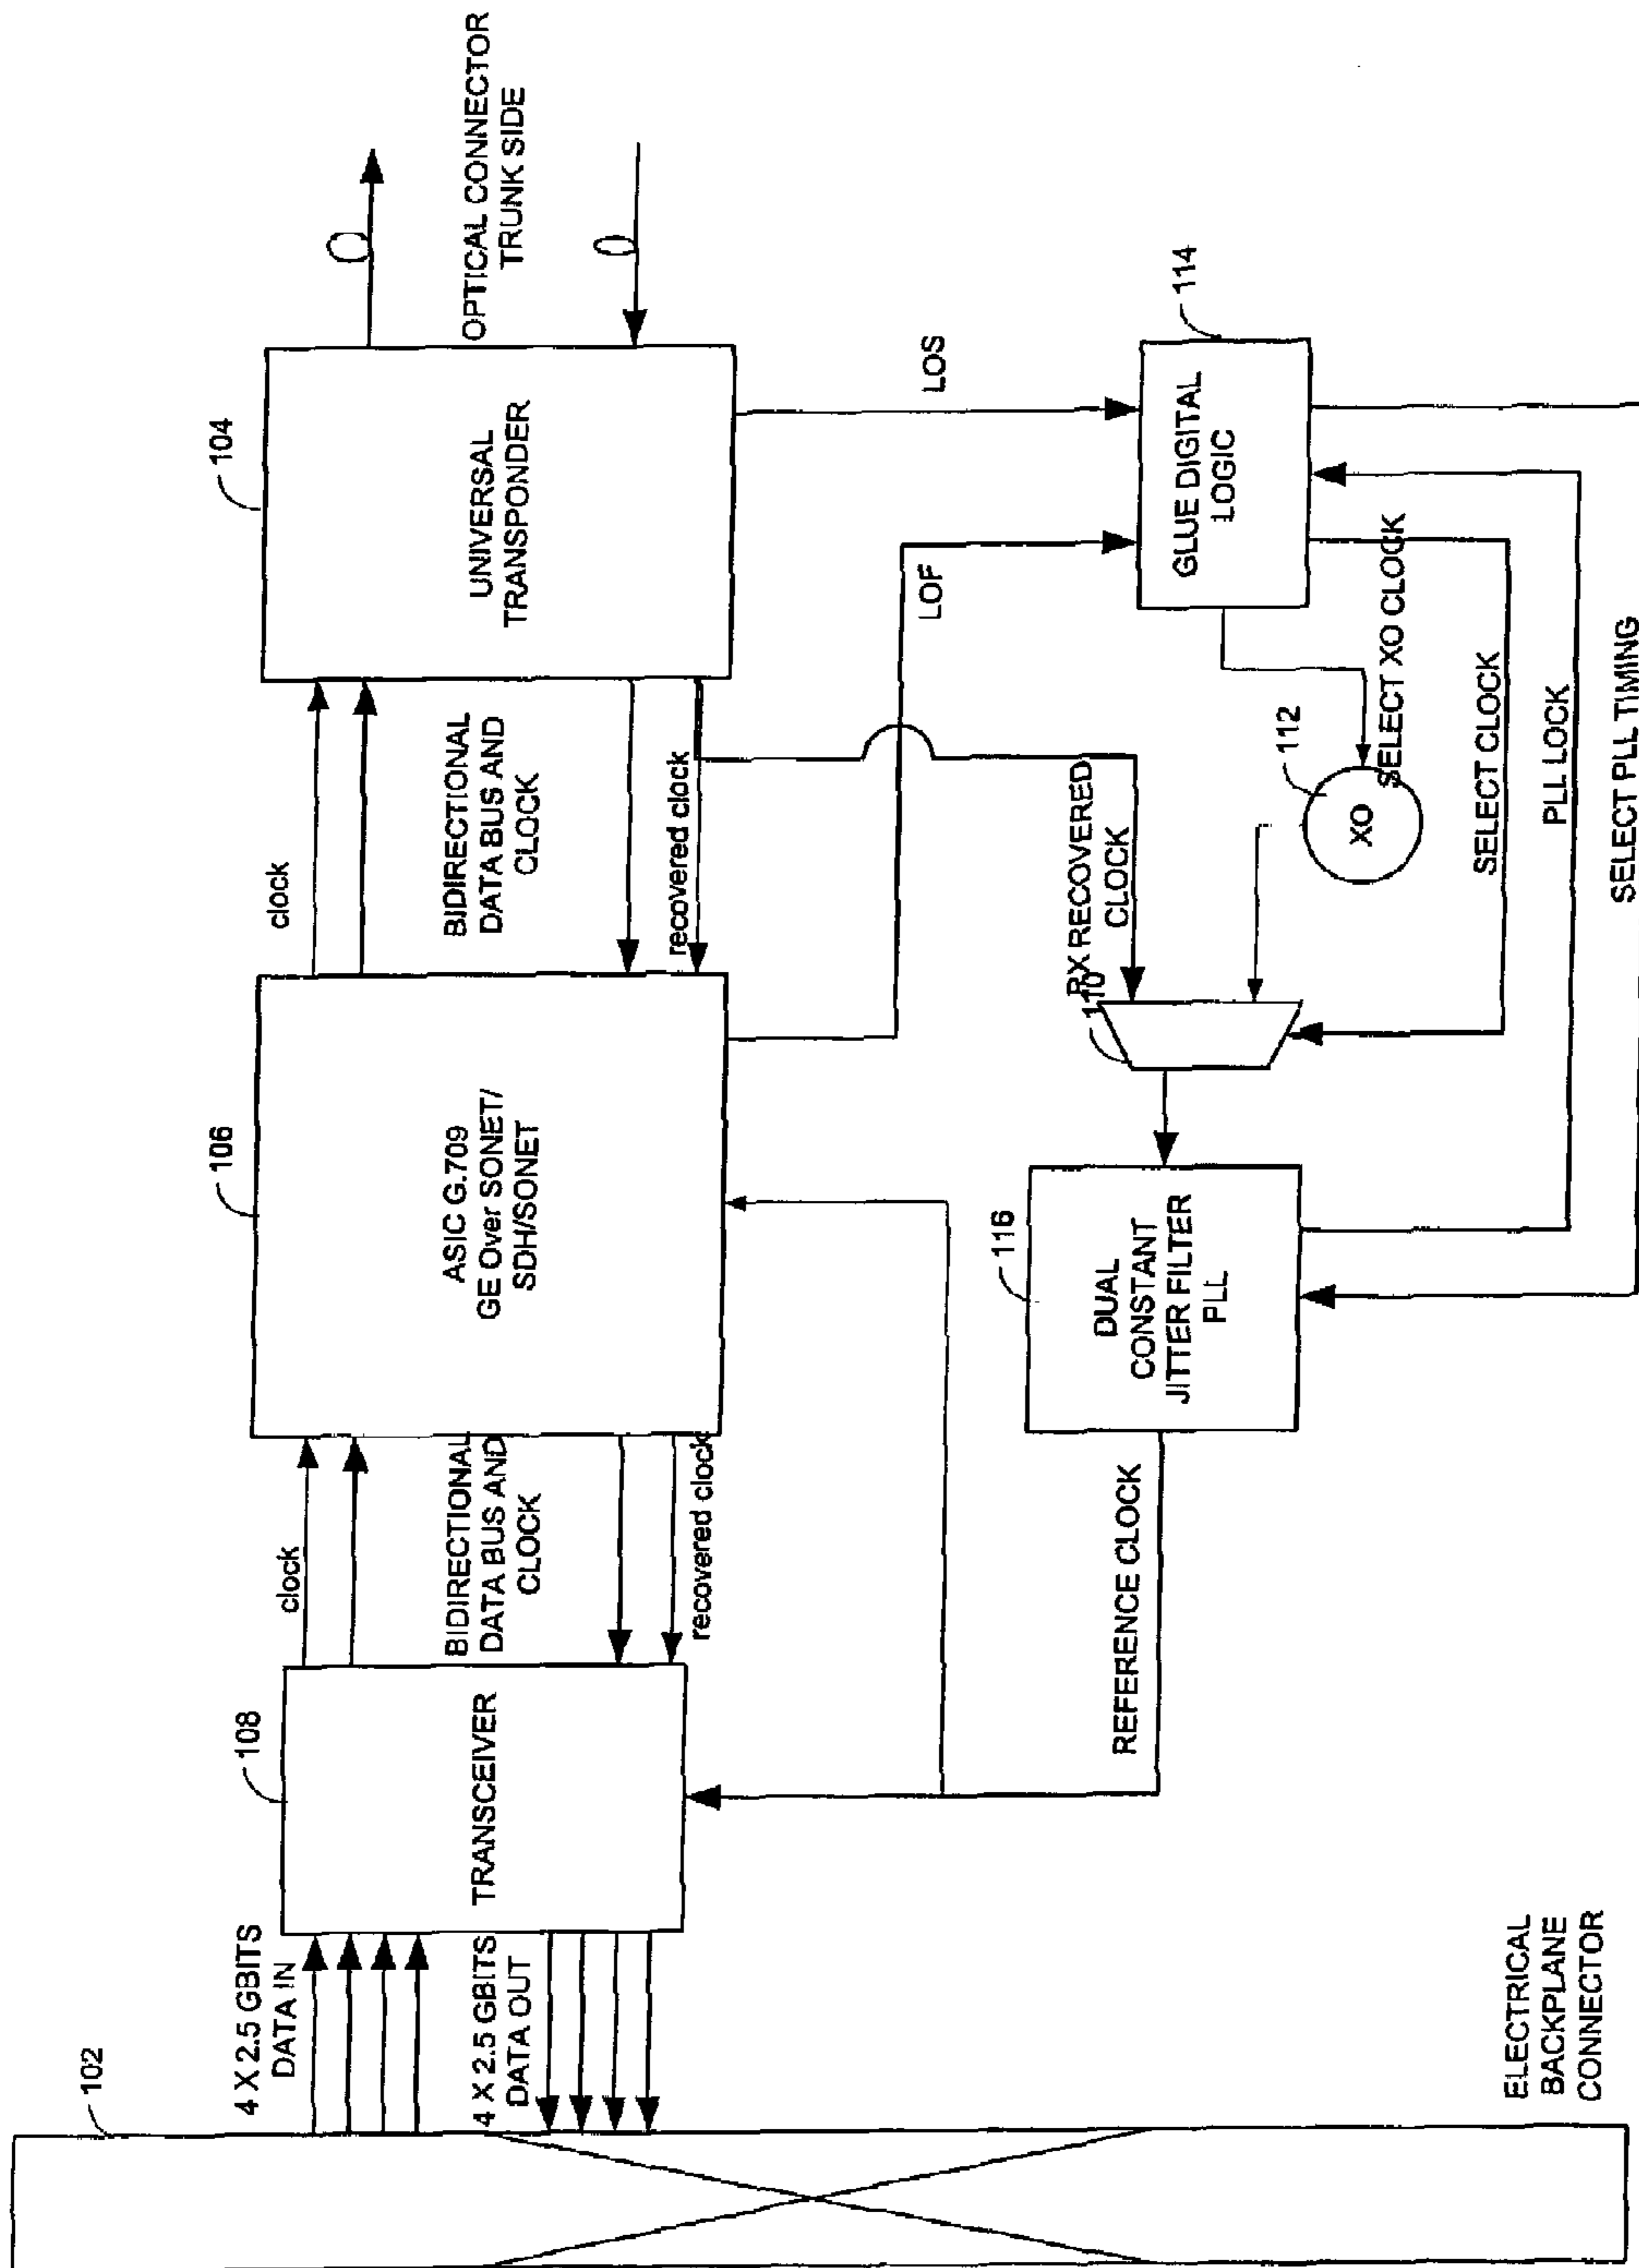 102
4 X 2.5 GBITS
DATA IN
4 X 2.5 GBITS
DATA OUT
ELECTRICAL
BACKPLANE
CONNECTOR
108
TRANSCEIVER
clock
BIDIRECTIONAL
DATA BUS AND
CLOCK
recovered clock
106
ASIC G.709
GE Over SONET/
SDH/SONET
clock
BIDIRECTIONAL
DATA BUS AND
CLOCK
recovered clock
104
UNIVERSAL
TRANSPONDER
OPTICAL CONNECTOR
TRUNK SIDE
LOF
LOS
REFERENCE CLOCK
116
DUAL
CONSTANT
JITTER FILTER
PLL
110
RX RECOVERED
CLOCK
112
XO
114
GLUE DIGITAL
LOGIC
SELECT XO CLOCK
SELECT CLOCK
PLL LOCK
SELECT PLL TIMING